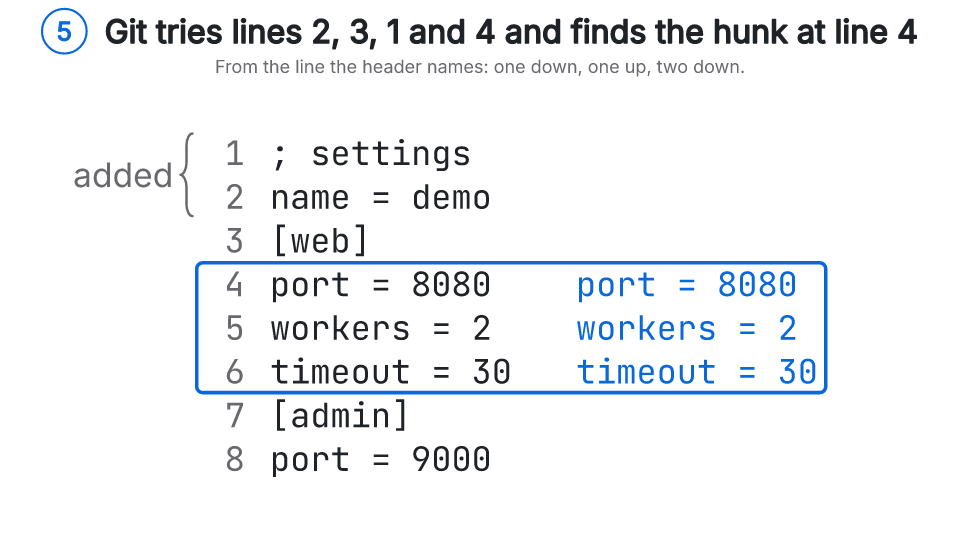 5 Git tries lines 2, 3, 1 and 4 and finds the hunk at line 4
From the line the header names: one down, one up, two down.
added
1 ; settings
2 name = demo
3 [web]
4 port = 8080 port = 8080
5 workers = 2 workers = 2
6 timeout = 30 timeout = 30
7 [admin]
8 port = 9000